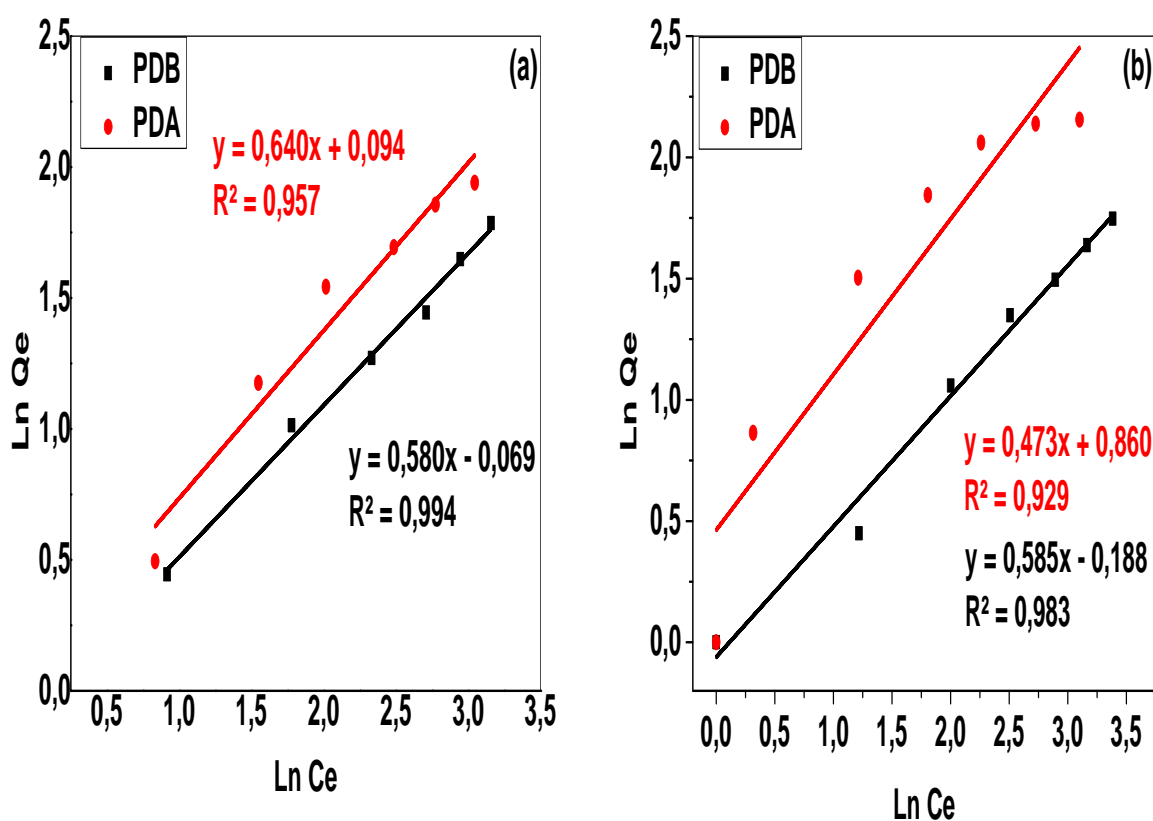 (a)
PDB
PDA
y = 0,640x + 0,094
R² = 0,957
y = 0,580x - 0,069
R² = 0,994
2,5
2,0
1,5
1,0
0,5
0,0
Ln Qe
0,5 1,0 1,5 2,0 2,5 3,0 3,5
Ln Ce
(b)
PDB
PDA
y = 0,473x + 0,860
R² = 0,929
y = 0,585x - 0,188
R² = 0,983
2,5
2,0
1,5
1,0
0,5
0,0
Ln Qe
0,0 0,5 1,0 1,5 2,0 2,5 3,0 3,5
Ln Ce